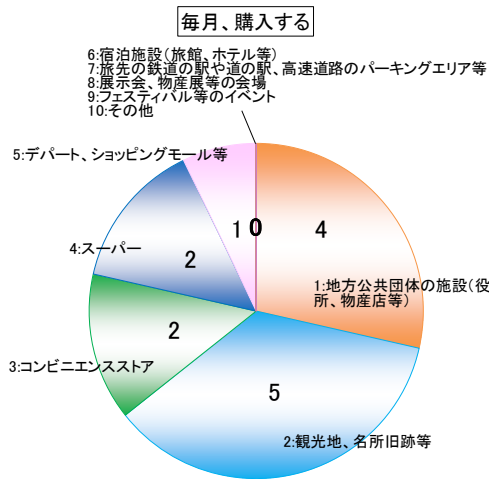 毎月、購入する
6:宿泊施設(旅館、ホテル等)
7:旅先の鉄道の駅や道の駅、高速道路のパーキングエリア等
8:展示会、物産展等の会場
9:フェスティバル等のイベント
10:その他
5:デパート、ショッピングモール等
1
0
4
4:スーパー
2
1:地方公共団体の施設(役
所、物産店等)
2
3:コンビニエンスストア
5
2:観光地、名所旧跡等